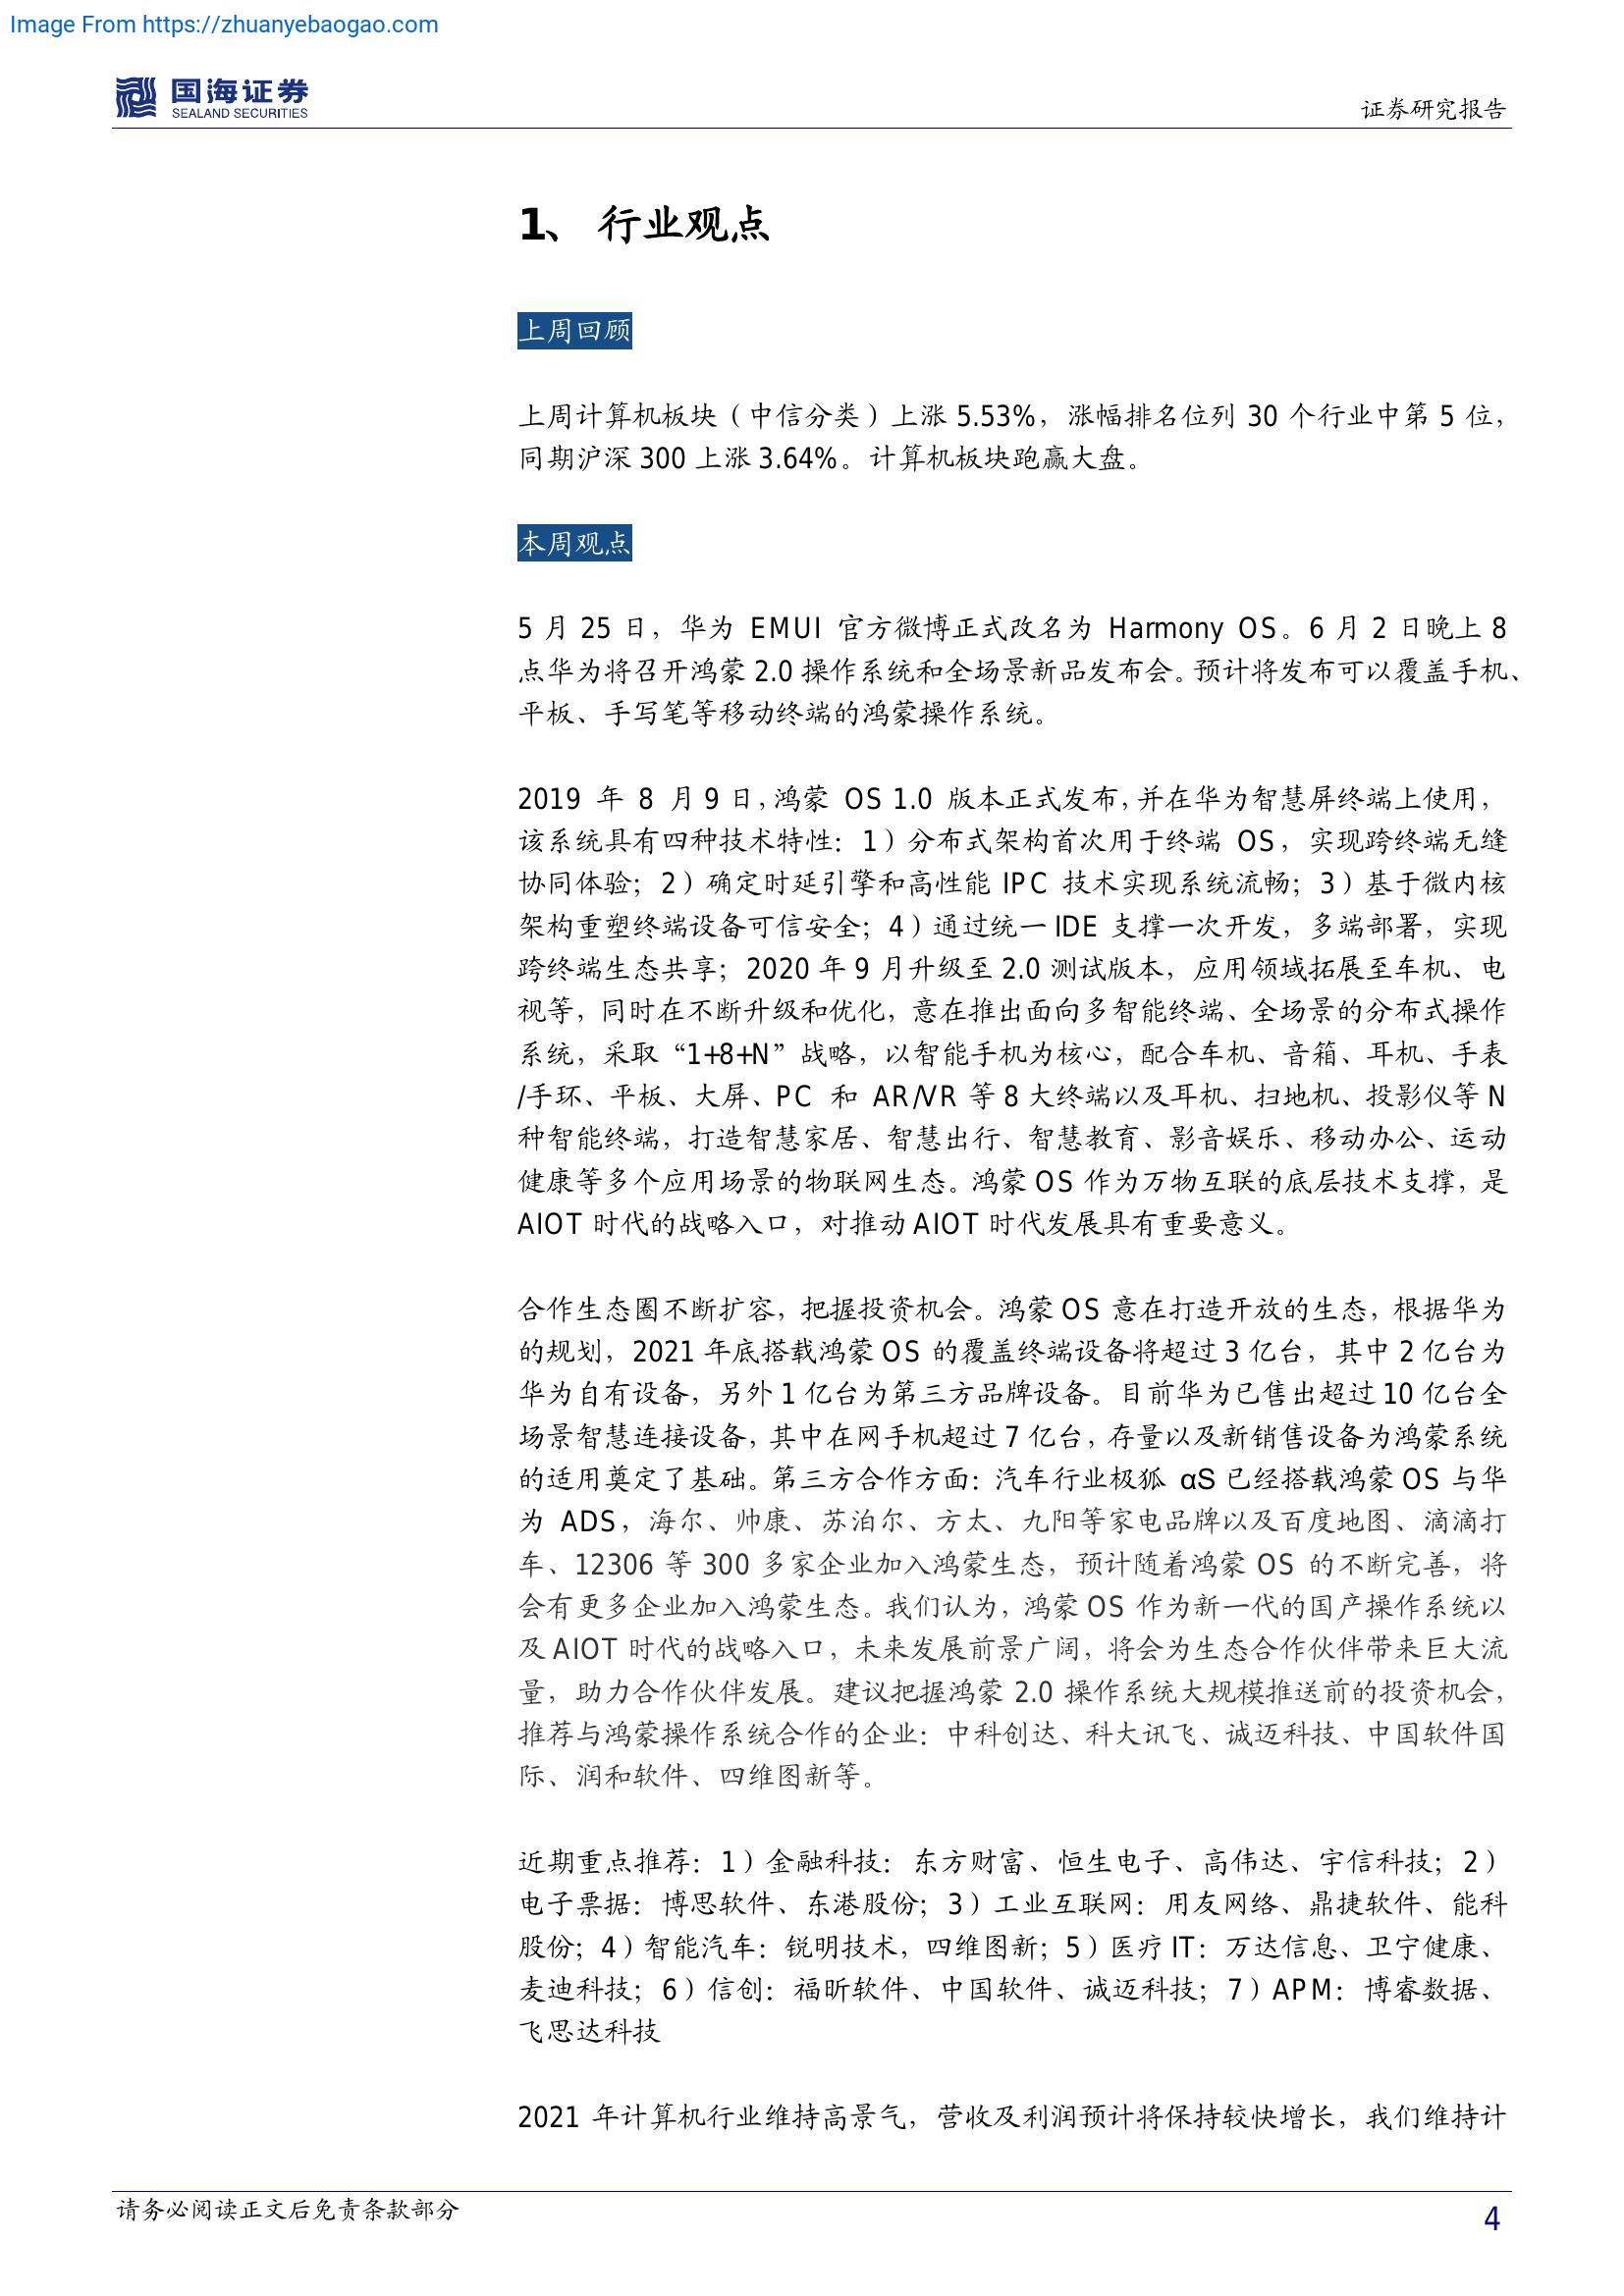 Image From https://zhuanyebaogao.com
国海证券
SEALAND SECURITIES
证券研究报告
1、 行业观点
上周回顾
上周计算机板块（中信分类）上涨 5.53%，涨幅排名位列 30 个行业中第 5 位，
同期沪深 300 上涨 3.64%。计算机板块跑赢大盘。
本周观点
5 月 25 日，华为 EMUI 官方微博正式改名为 Harmony OS。6 月 2 日晚上 8
点华为将召开鸿蒙 2.0 操作系统和全场景新品发布会。预计将发布可以覆盖手机、
平板、手写笔等移动终端的鸿蒙操作系统。
2019 年 8 月 9 日，鸿蒙 OS 1.0 版本正式发布，并在华为智慧屏终端上使用，
该系统具有四种技术特性：1）分布式架构首次用于终端 OS，实现跨终端无缝
协同体验；2）确定时延引擎和高性能 IPC 技术实现系统流畅；3）基于微内核
架构重塑终端设备可信安全；4）通过统一 IDE 支撑一次开发，多端部署，实现
跨终端生态共享；2020 年 9 月升级至 2.0 测试版本，应用领域拓展至车机、电
视等，同时在不断升级和优化，意在推出面向多智能终端、全场景的分布式操作
系统，采取“1+8+N”战略，以智能手机为核心，配合车机、音箱、耳机、手表
/手环、平板、大屏、PC 和 AR/VR 等 8 大终端以及耳机、扫地机、投影仪等 N
种智能终端，打造智慧家居、智慧出行、智慧教育、影音娱乐、移动办公、运动
健康等多个应用场景的物联网生态。鸿蒙 OS 作为万物互联的底层技术支撑，是
AIOT 时代的战略入口，对推动 AIOT 时代发展具有重要意义。
合作生态圈不断扩容，把握投资机会。鸿蒙 OS 意在打造开放的生态，根据华为
的规划，2021 年底搭载鸿蒙 OS 的覆盖终端设备将超过 3 亿台，其中 2 亿台为
华为自有设备，另外 1 亿台为第三方品牌设备。目前华为已售出超过 10 亿台全
场景智慧连接设备，其中在网手机超过 7 亿台，存量以及新销售设备为鸿蒙系统
的适用奠定了基础。第三方合作方面：汽车行业极狐 αS 已经搭载鸿蒙 OS 与华
为 ADS，海尔、帅康、苏泊尔、方太、九阳等家电品牌以及百度地图、滴滴打
车、12306 等 300 多家企业加入鸿蒙生态，预计随着鸿蒙 OS 的不断完善，将
会有更多企业加入鸿蒙生态。我们认为，鸿蒙 OS 作为新一代的国产操作系统以
及 AIOT 时代的战略入口，未来发展前景广阔，将会为生态合作伙伴带来巨大流
量，助力合作伙伴发展。建议把握鸿蒙 2.0 操作系统大规模推送前的投资机会，
推荐与鸿蒙操作系统合作的企业：中科创达、科大讯飞、诚迈科技、中国软件国
际、润和软件、四维图新等。
近期重点推荐：1）金融科技：东方财富、恒生电子、高伟达、宇信科技；2）
电子票据：博思软件、东港股份；3）工业互联网：用友网络、鼎捷软件、能科
股份；4）智能汽车：锐明技术，四维图新；5）医疗 IT：万达信息、卫宁健康、
麦迪科技；6）信创：福昕软件、中国软件、诚迈科技；7）APM：博睿数据、
飞思达科技
2021 年计算机行业维持高景气，营收及利润预计将保持较快增长，我们维持计
请务必阅读正文后免责条款部分
4